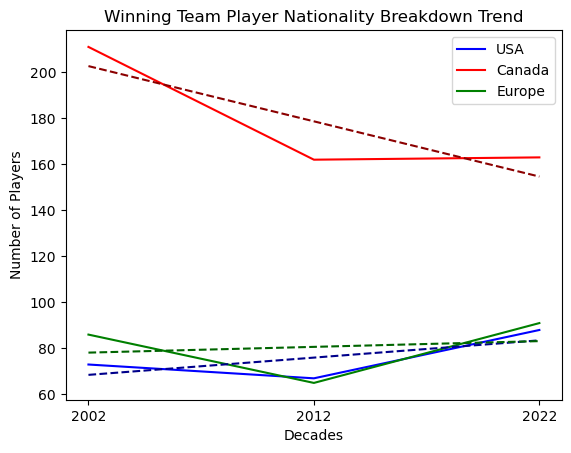 Winning Team Player Nationality Breakdown Trend
USA
Canada
Europe
Number of Players
200
180
160
140
120
100
80
60
2002
2012
2022
Decades